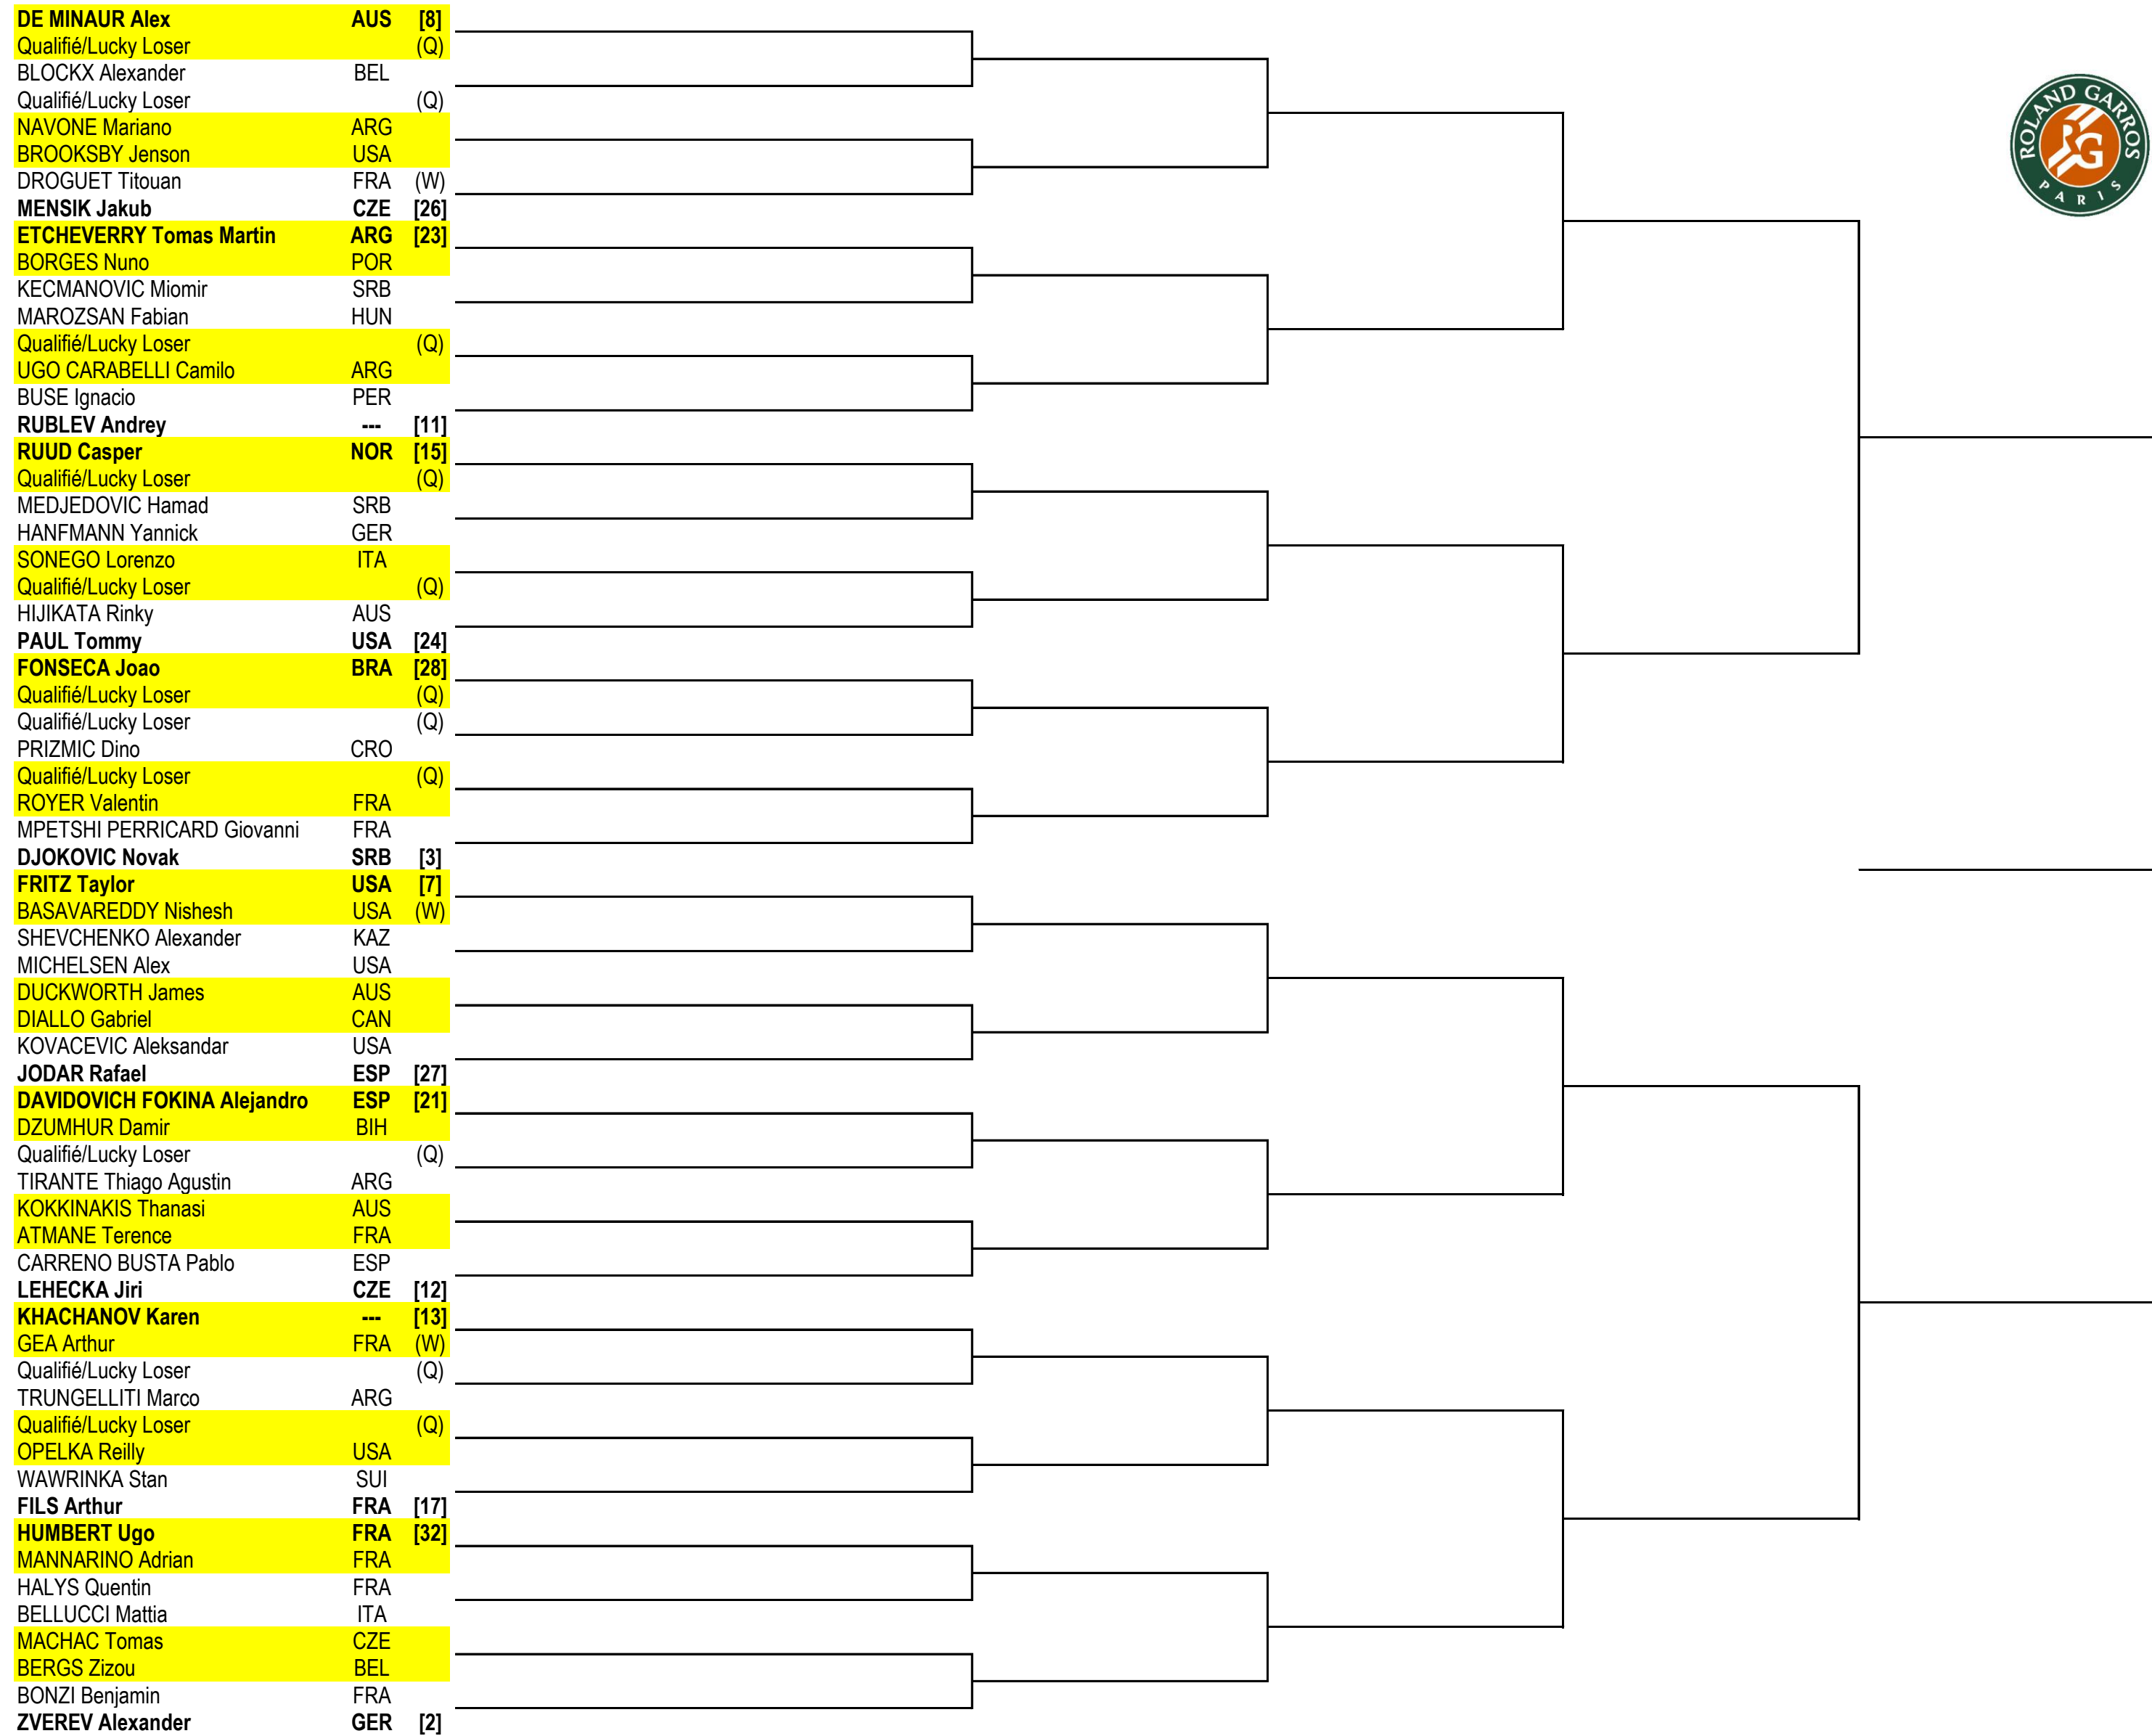 DE MINAUR Alex AUS [8]
Qualifié/Lucky Loser (Q)
BLOCKX Alexander BEL
Qualifié/Lucky Loser (Q)
NAVONE Mariano ARG
BROOKSBY Jenson USA
DROGUET Titouan FRA (W)
MENSIK Jakub CZE [26]
ETCHEVERRY Tomas Martin ARG [23]
BORGES Nuno POR
KECMANOVIC Miomir SRB
MAROZSAN Fabian HUN
Qualifié/Lucky Loser (Q)
UGO CARABELLI Camilo ARG
BUSE Ignacio PER
RUBLEV Andrey --- [11]
RUUD Casper NOR [15]
Qualifié/Lucky Loser (Q)
MEDJEDOVIC Hamad SRB
HANFMANN Yannick GER
SONEGO Lorenzo ITA
Qualifié/Lucky Loser (Q)
HIJIKATA Rinky AUS
PAUL Tommy USA [24]
FONSECA Joao BRA [28]
Qualifié/Lucky Loser (Q)
Qualifié/Lucky Loser (Q)
PRIZMIC Dino CRO
Qualifié/Lucky Loser (Q)
ROYER Valentin FRA
MPETSHI PERRICARD Giovanni FRA
DJOKOVIC Novak SRB [3]
FRITZ Taylor USA [7]
BASAVAREDDY Nishesh USA (W)
SHEVCHENKO Alexander KAZ
MICHELSEN Alex USA
DUCKWORTH James AUS
DIALLO Gabriel CAN
KOVACEVIC Aleksandar USA
JODAR Rafael ESP [27]
DAVIDOVICH FOKINA Alejandro ESP [21]
DZUMHUR Damir BIH
Qualifié/Lucky Loser (Q)
TIRANTE Thiago Agustin ARG
KOKKINAKIS Thanasi AUS
ATMANE Terence FRA
CARRENO BUSTA Pablo ESP
LEHECKA Jiri CZE [12]
KHACHANOV Karen --- [13]
GEA Arthur FRA (W)
Qualifié/Lucky Loser (Q)
TRUNGELLITI Marco ARG
Qualifié/Lucky Loser (Q)
OPELKA Reilly USA
WAWRINKA Stan SUI
FILS Arthur FRA [17]
HUMBERT Ugo FRA [32]
MANNARINO Adrian FRA
HALYS Quentin FRA
BELLUCCI Mattia ITA
MACHAC Tomas CZE
BERGS Zizou BEL
BONZI Benjamin FRA
ZVEREV Alexander GER [2]
ROLAND GARROS
RG
PARIS